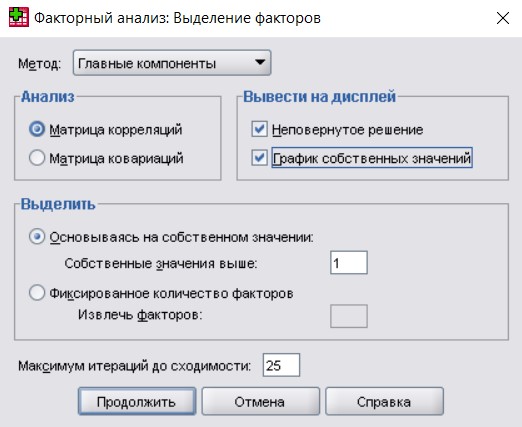 Факторный анализ: Выделение факторов
Метод: Главные компоненты
Анализ
Матрица корреляций
Матрица ковариаций
Вывести на дисплей
Неповернутое решение
График собственных значений
Выделить
Основываясь на собственном значении:
Собственные значения выше: 1
Фиксированное количество факторов
Извлечь факторов:
Максимум итераций до сходимости: 25
Продолжить Отмена Справка